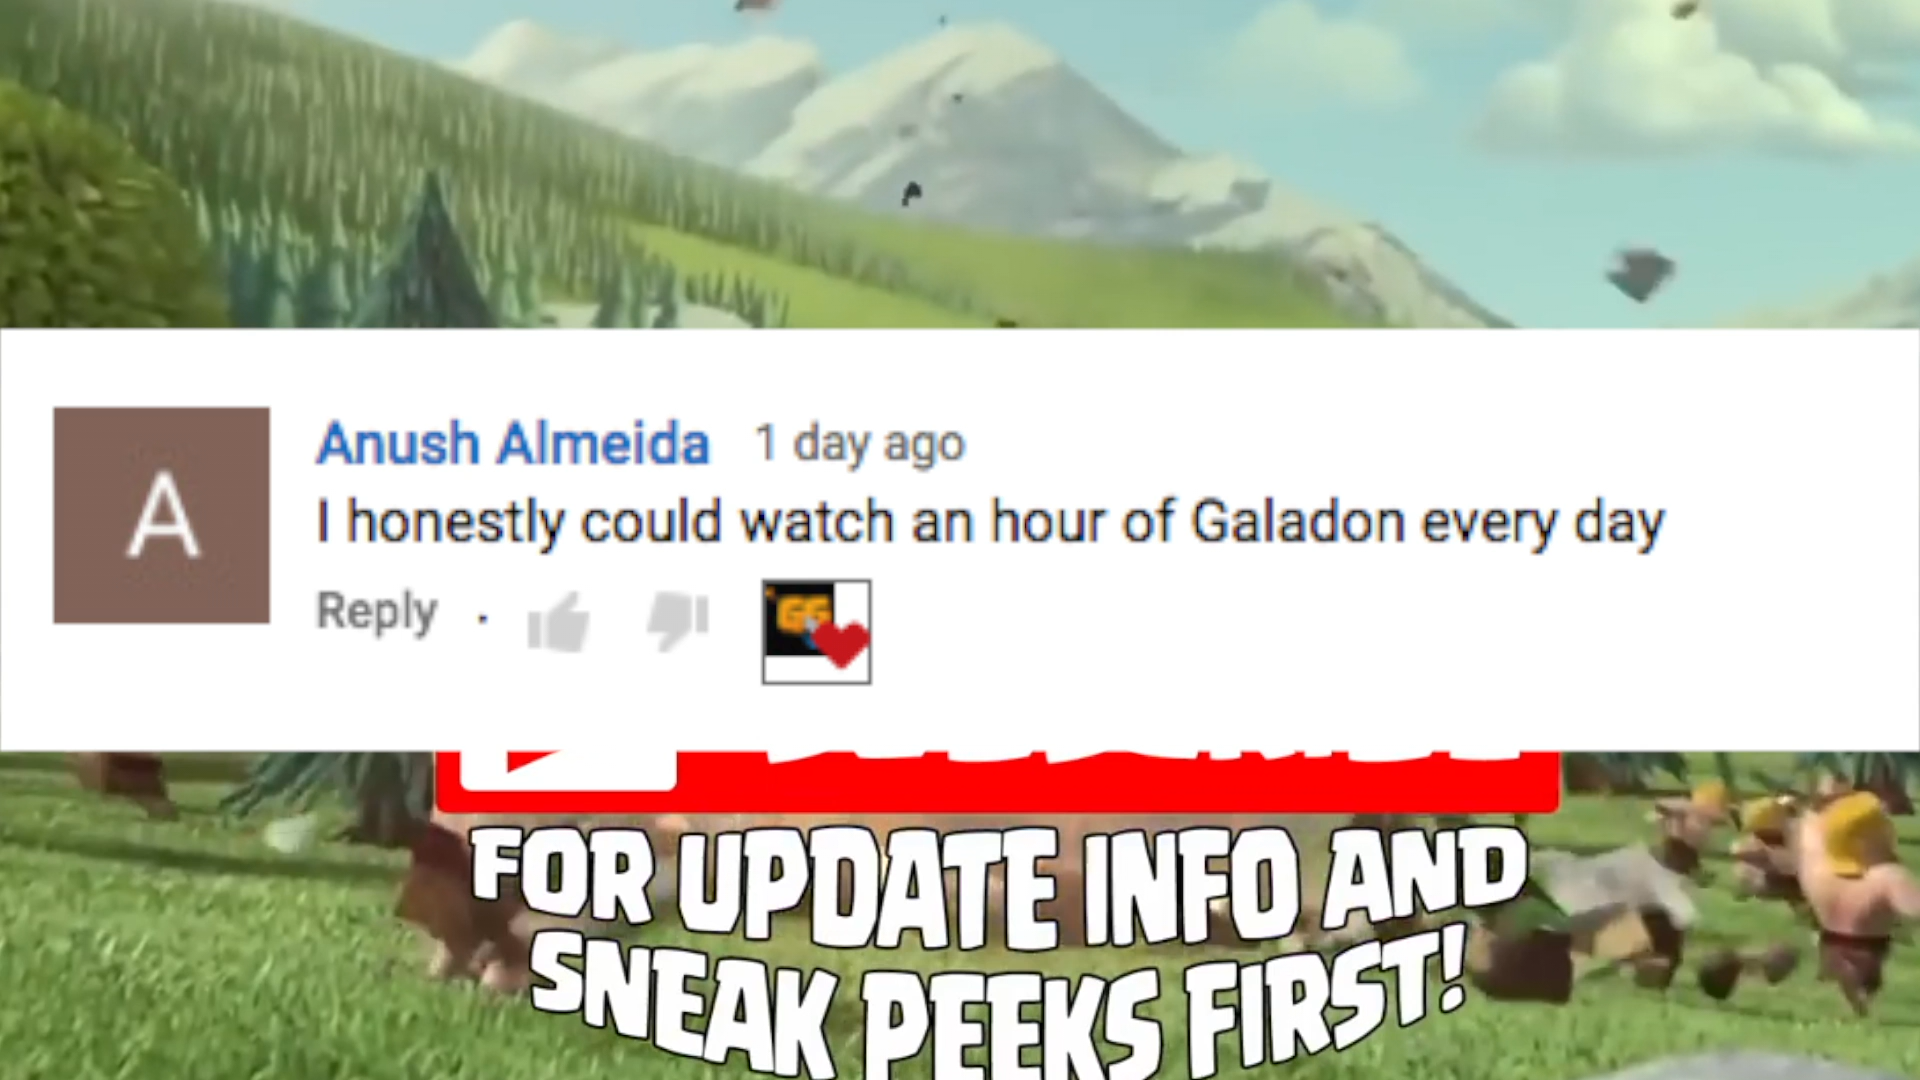 A
Anush Almeida 1 day ago
I honestly could watch an hour of Galadon every day
Reply ·
GG
FOR UPDATE INFO AND
SNEAK PEEKS FIRST!